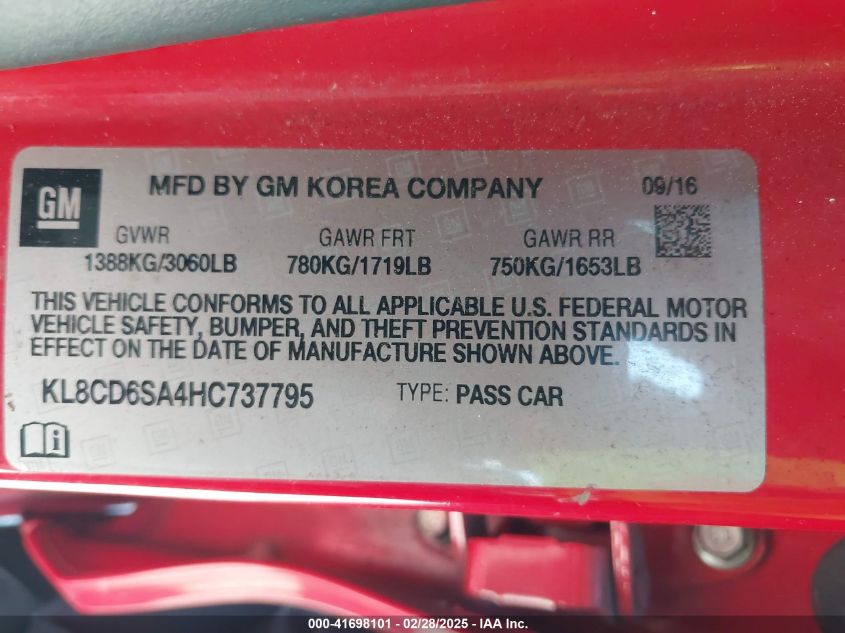 GM
MFD BY GM KOREA COMPANY 09/16
GVWR GAWR FRT GAWR RR
1388KG/3060LB 780KG/1719LB 750KG/1653LB
THIS VEHICLE CONFORMS TO ALL APPLICABLE U.S. FEDERAL MOTOR
VEHICLE SAFETY, BUMPER, AND THEFT PREVENTION STANDARDS IN
EFFECT ON THE DATE OF MANUFACTURE SHOWN ABOVE.
KL8CD6SA4HC737795 TYPE: PASS CAR
000-41698101 - 02/28/2025 - IAA Inc.